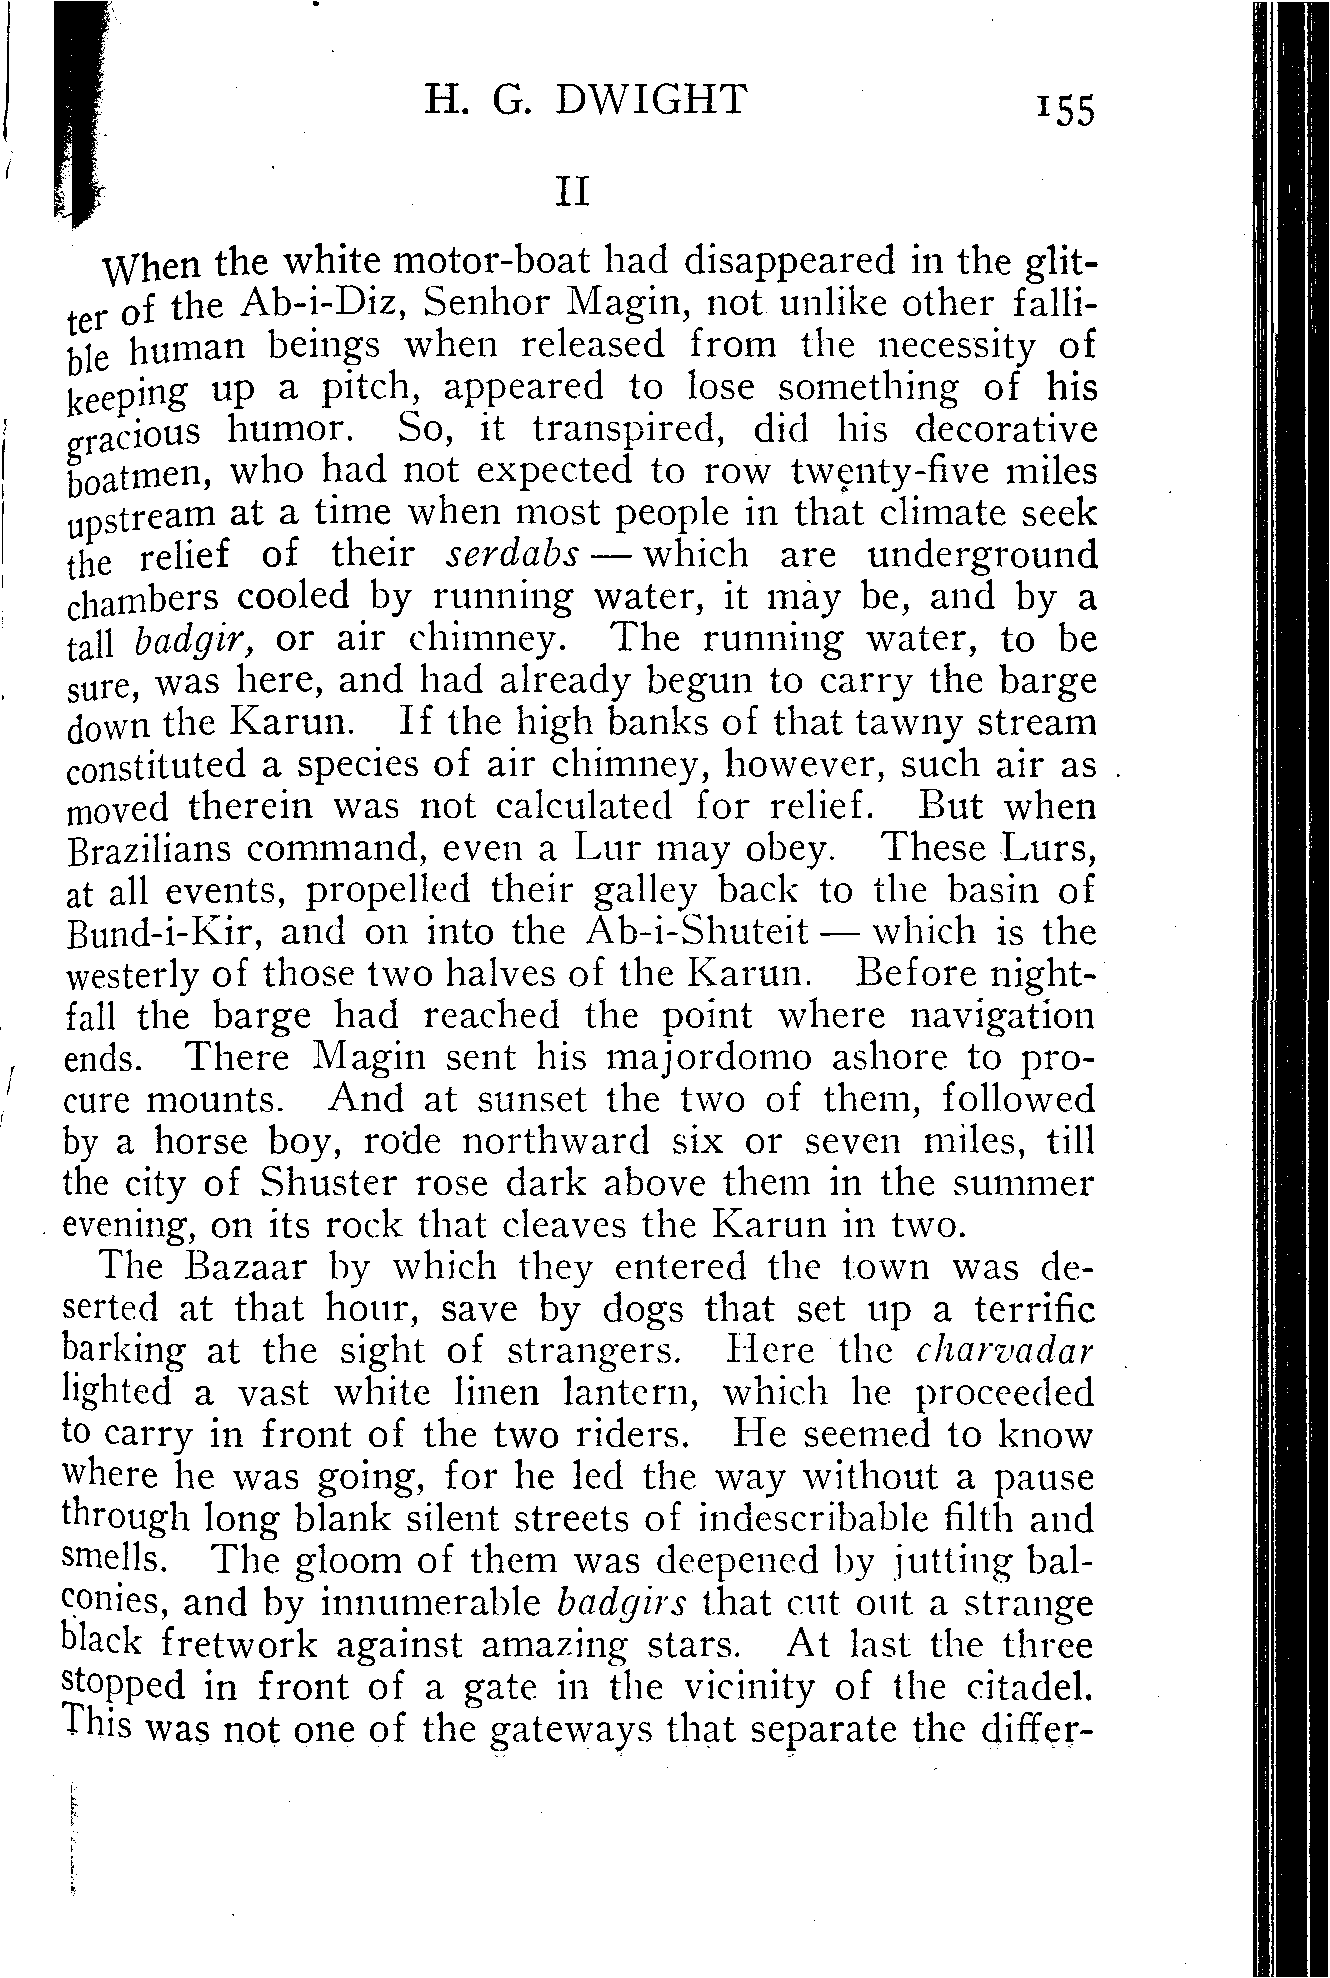 H. G. DWIGHT 155
II
When the white motor-boat had disappeared in the glit-
ter of the Ab-i-Diz, Senhor Magin, not unlike other falli-
ble human beings when released from the necessity of
keeping up a pitch, appeared to lose something of his
gracious humor. So, it transpired, did his decorative
boatmen, who had not expected to row twenty-five miles
upstream at a time when most people in that climate seek
the relief of their serdabs — which are underground
chambers cooled by running water, it may be, and by a
tall badgir, or air chimney. The running water, to be
sure, was here, and had already begun to carry the barge
down the Karun. If the high banks of that tawny stream
constituted a species of air chimney, however, such air as
moved therein was not calculated for relief. But when
Brazilians command, even a Lur may obey. These Lurs,
at all events, propelled their galley back to the basin of
Bund-i-Kir, and on into the Ab-i-Shuteit — which is the
westerly of those two halves of the Karun. Before night-
fall the barge had reached the point where navigation
ends. There Magin sent his majordomo ashore to pro-
cure mounts. And at sunset the two of them, followed
by a horse boy, rode northward six or seven miles, till
the city of Shuster rose dark above them in the summer
evening, on its rock that cleaves the Karun in two.
The Bazaar by which they entered the town was de-
serted at that hour, save by dogs that set up a terrific
barking at the sight of strangers. Here the charvadar
lighted a vast white linen lantern, which he proceeded
to carry in front of the two riders. He seemed to know
where he was going, for he led the way without a pause
through long blank silent streets of indescribable filth and
smells. The gloom of them was deepened by jutting bal-
conies, and by innumerable badgirs that cut out a strange
black fretwork against amazing stars. At last the three
stopped in front of a gate in the vicinity of the citadel.
This was not one of the gateways that separate the differ-